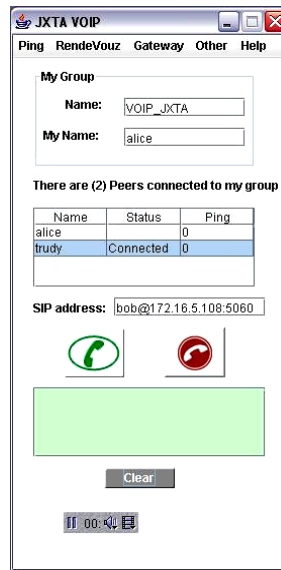 JXTA VOIP
Ping RendeVouz Gateway Other Help
My Group
Name: VOIP_JXTA
My Name: alice
There are (2) Peers connected to my group
Name Status Ping
alice 0
trudy Connected 0
SIP address: bob@172.16.5.108:5060
Clear
00: